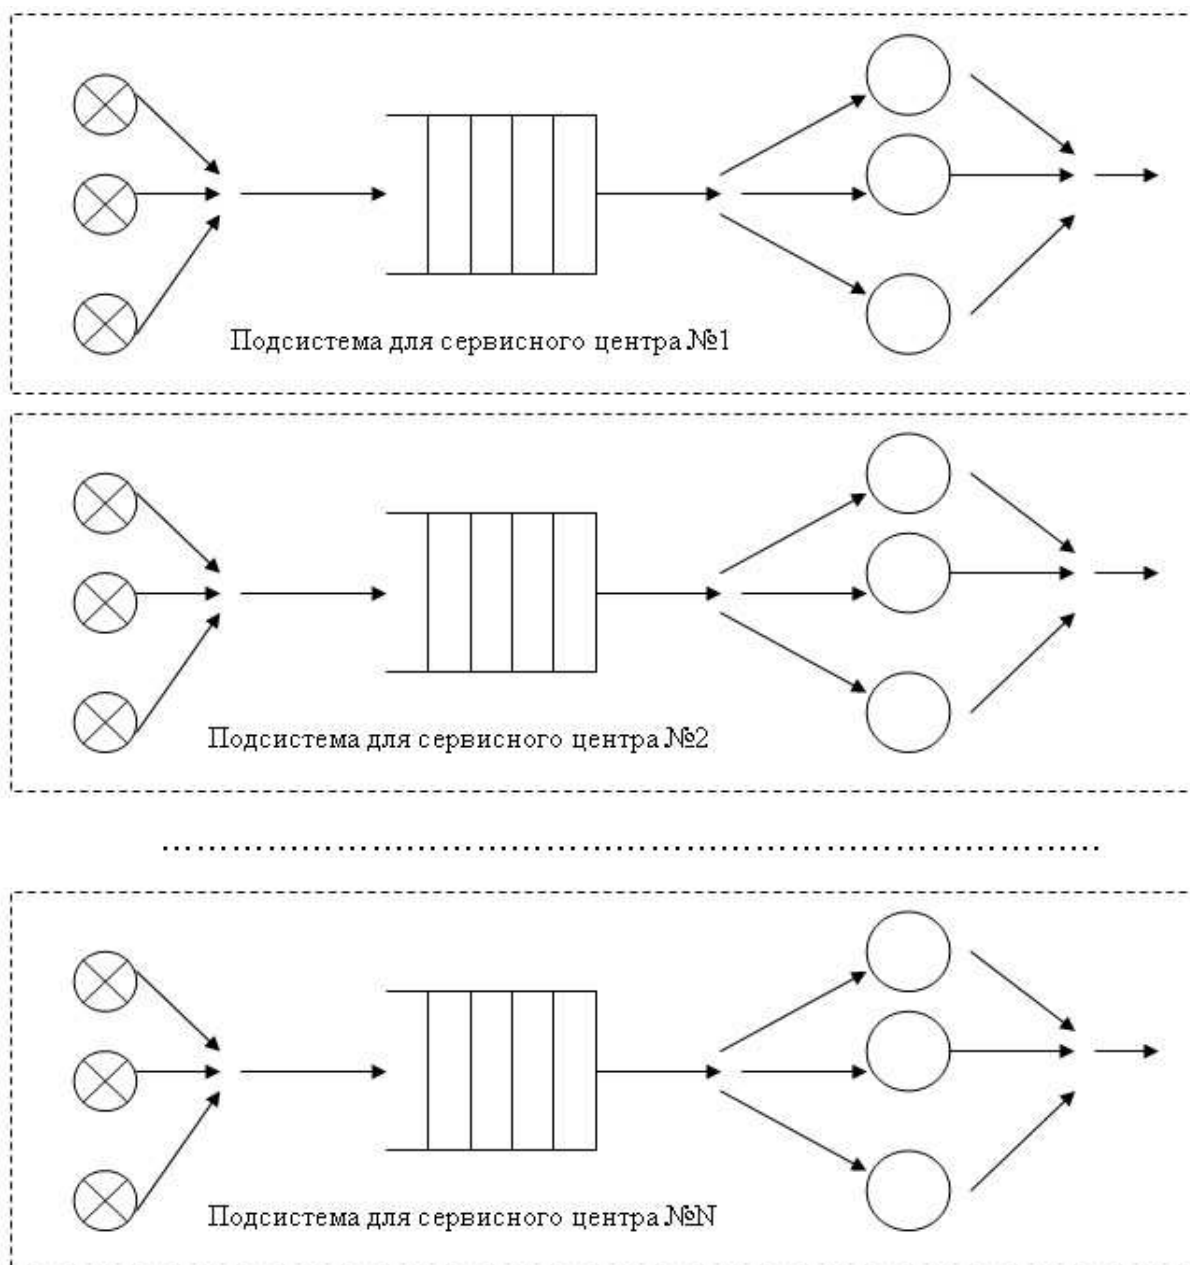 Подсистема для сервисного центра №1
Подсистема для сервисного центра №2
Подсистема для сервисного центра №N